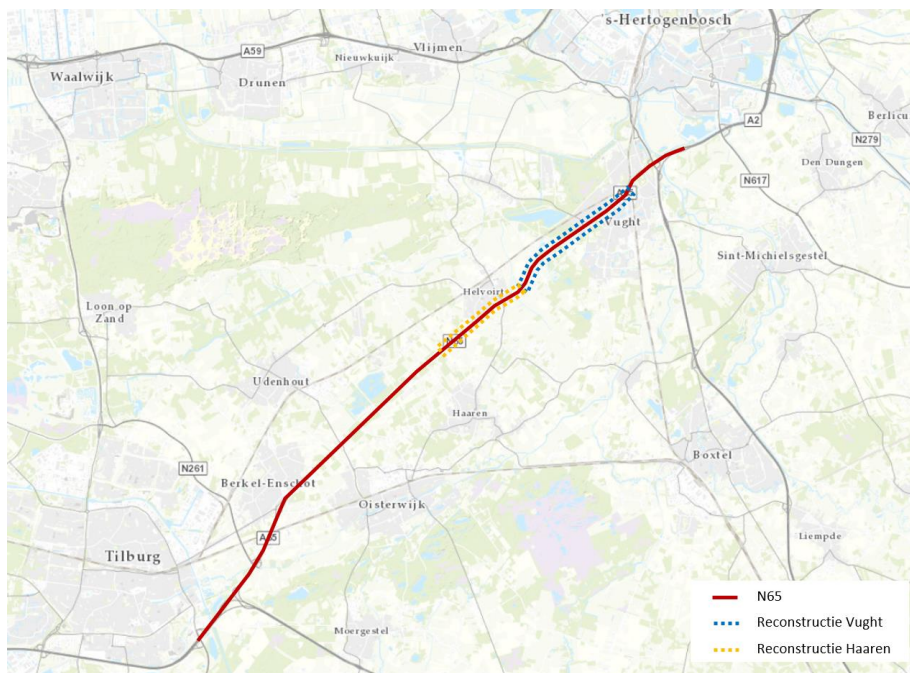 's-Hertogenbosch
A59
Vlijmen
Nieuwkuijk
Waalwijk
Drunen
A2
Berlicu
N279
Den Dungen
N617
Vught
Sint-Michielsgestel
Helvoirt
Loon op
Zand
Udenhout
Haaren
Boxtel
N261
Berkel-Enschot
Oisterwijk
Tilburg
Liempde
Moergestel
N65
Reconstructie Vught
Reconstructie Haaren